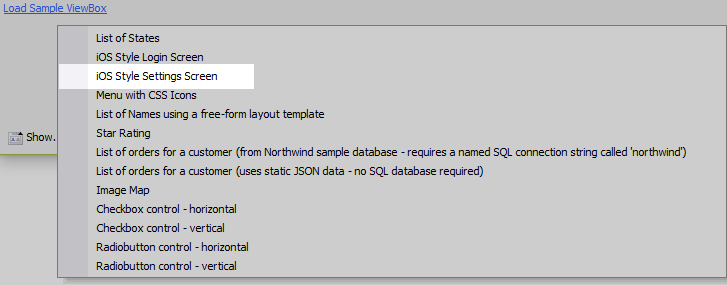 Load Sample ViewBox
List of States
iOS Style Login Screen
iOS Style Settings Screen
Menu with CSS Icons
List of Names using a free-form layout template
Show.
Star Rating
List of orders for a customer (from Northwind sample database - requires a named SQL connection string called 'northwind')
List of orders for a customer (uses static JSON data - no SQL database required)
Image Map
Checkbox control - horizontal
Checkbox control - vertical
Radiobutton control - horizontal
Radiobutton control - vertical